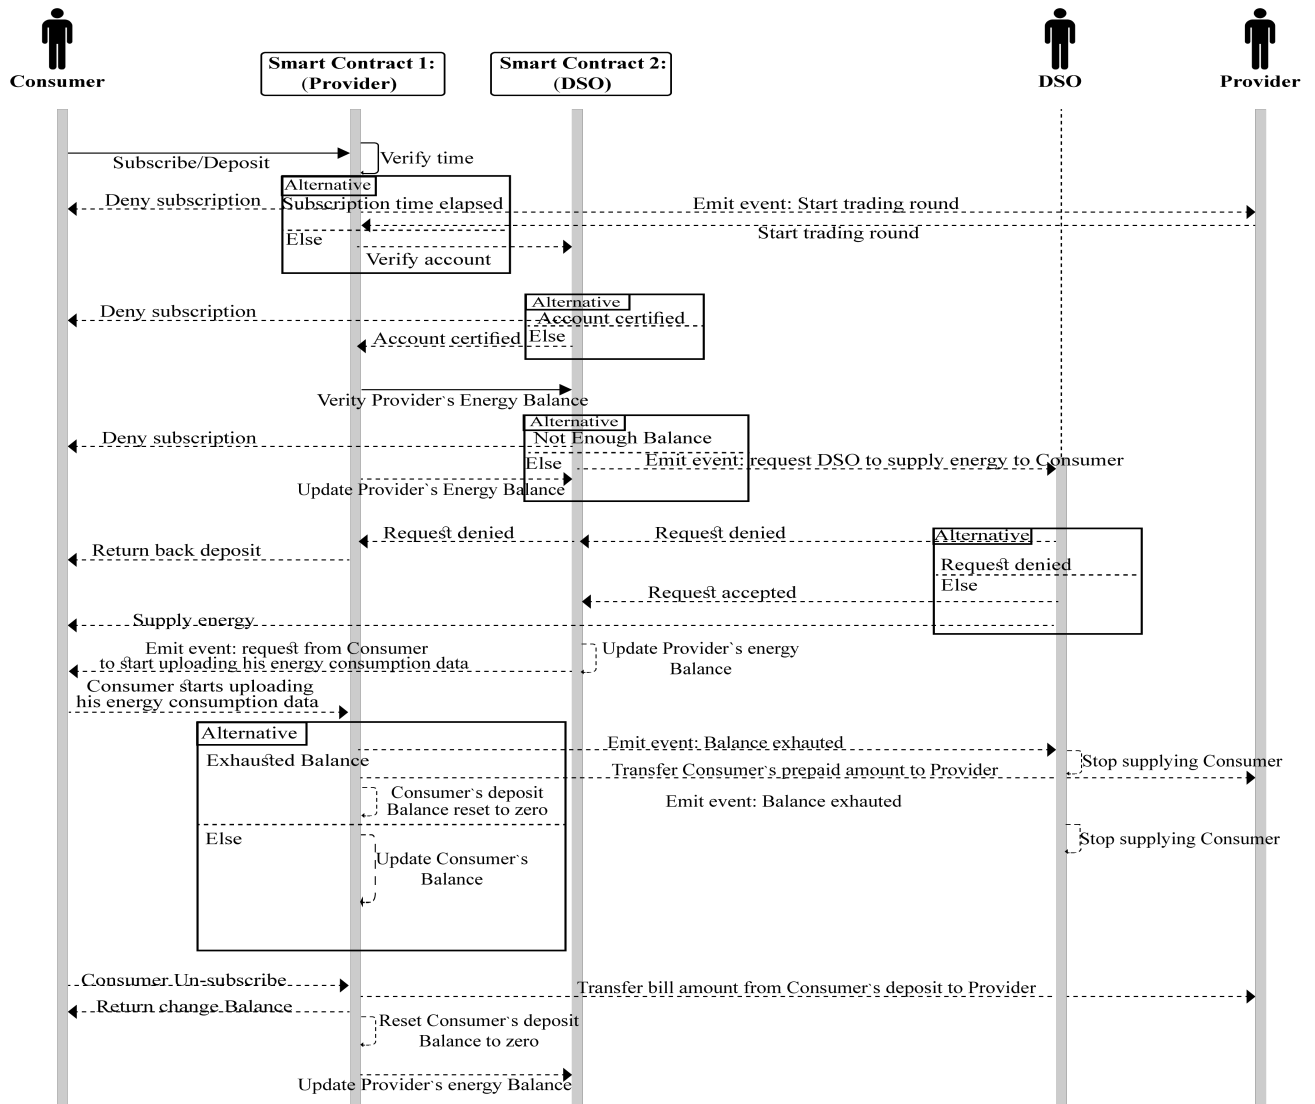 Consumer
Smart Contract 1:
(Provider)
Smart Contract 2:
(DSO)
DSO
Provider
Subscribe/Deposit
Verify time
Alternative
Deny subscription
Subscription time elapsed
Emit event: Start trading round
Start trading round
Else
Verify account
Alternative
Deny subscription
Account certified
Else
Account certified
Verity Provider`s Energy Balance
Alternative
Deny subscription
Not Enough Balance
Else
Emit event: request DSO to supply energy to Consumer
Update Provider`s Energy Balance
Request denied
Request denied
Alternative
Return back deposit
Request denied
Else
Request accepted
Supply energy
Emit event: request from Consumer
to start uploading his energy consumption data
Update Provider`s energy
Balance
Consumer starts uploading
his energy consumption data
Alternative
Emit event: Balance exhauted
Exhausted Balance
Stop supplying Consumer
Transfer Consumer`s prepaid amount to Provider
Consumer`s deposit
Balance reset to zero
Emit event: Balance exhauted
Else
Stop supplying Consumer
Update Consumer`s
Balance
Consumer Un-subscribe
Transfer bill amount from Consumer`s deposit to Provider
Return change Balance
Reset Consumer`s deposit
Balance to zero
Update Provider`s energy Balance